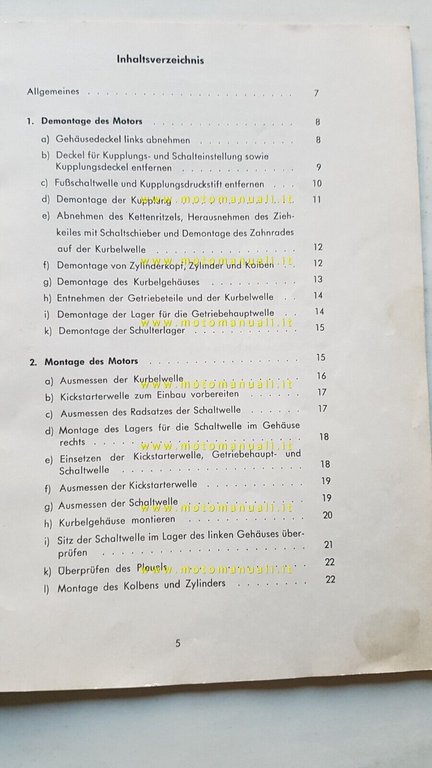 Inhaltsverzeichnis
Allgemeines . . . . . . . . . . . . . . . . . . . . . . . 7
1. Demontage des Motors . . . . . . . . . . . . . . . 8
a) Gehäusedeckel links abnehmen . . . . . . . . . . . 8
b) Deckel für Kupplungs- und Schalteinstellung sowie
Kupplungsdeckel entfernen . . . . . . . . . . . . 9
c) Fußschaltwelle und Kupplungsdruckstift entfernen . . . . 10
d) Demontage der Kupplung 11
www.motomanuali.it
e) Abnehmen des Kettenritzels, Herausnehmen des Zieh-
keiles mit Schaltschieber und Demontage des Zahnrades
auf der Kurbelwelle . . . . . . . . . . . . . . . 12
f) Demontage von Zylinderkopf, Zylinder und Kolben . . . 12
www.motomanuali.it
g) Demontage des Kurbelgehäuses . . . . . . . . . . 13
h) Entnehmen der Getriebeteile und der Kurbelwelle . . 14
i) Demontage der Lager für die Getriebehauptwelle . . 14
www.motomanuali.it
k) Demontage der Schulterlager . . . . . . . . . . . 15
2. Montage des Motors . . . . . . . . . . . . . . . . 15
a) Ausmessen der Kurbelwelle . . . . . . . . . . . . 16
www.motomanuali.it
b) Kickstarterwelle zum Einbau vorbereiten . . . . . . 17
c) Ausmessen des Radsatzes der Schaltwelle . . . . . 17
d) Montage des Lagers für die Schaltwelle im Gehäuse
rechts . . . . . . . . . . . . . . . . . . . . . 18
www.motomanuali.it
e) Einsetzen der Kickstarterwelle, Getriebehaupt- und
Schaltwelle . . . . . . . . . . . . . . . . . . . 18
f) Ausmessen der Kickstarterwelle . . . . . . . . . . 19
g) Ausmessen der Schaltwelle . . . . . . . . . . . . 19
www.motomanuali.it
h) Kurbelgehäuse montieren . . . . . . . . . . . . . 20
i) Sitz der Schaltwelle im Lager des linken Gehäuses über-
prüfen . . . . . . . . . . . . . . . . . . . . . 21
k) Überprüfen des Pleuels . . . . . . . . . . . . . . 22
www.motomanuali.it
l) Montage des Kolbens und Zylinders . . . . . . . . 22
5